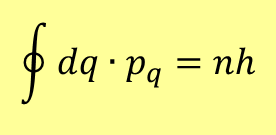 ∮ dq · p_q = nh